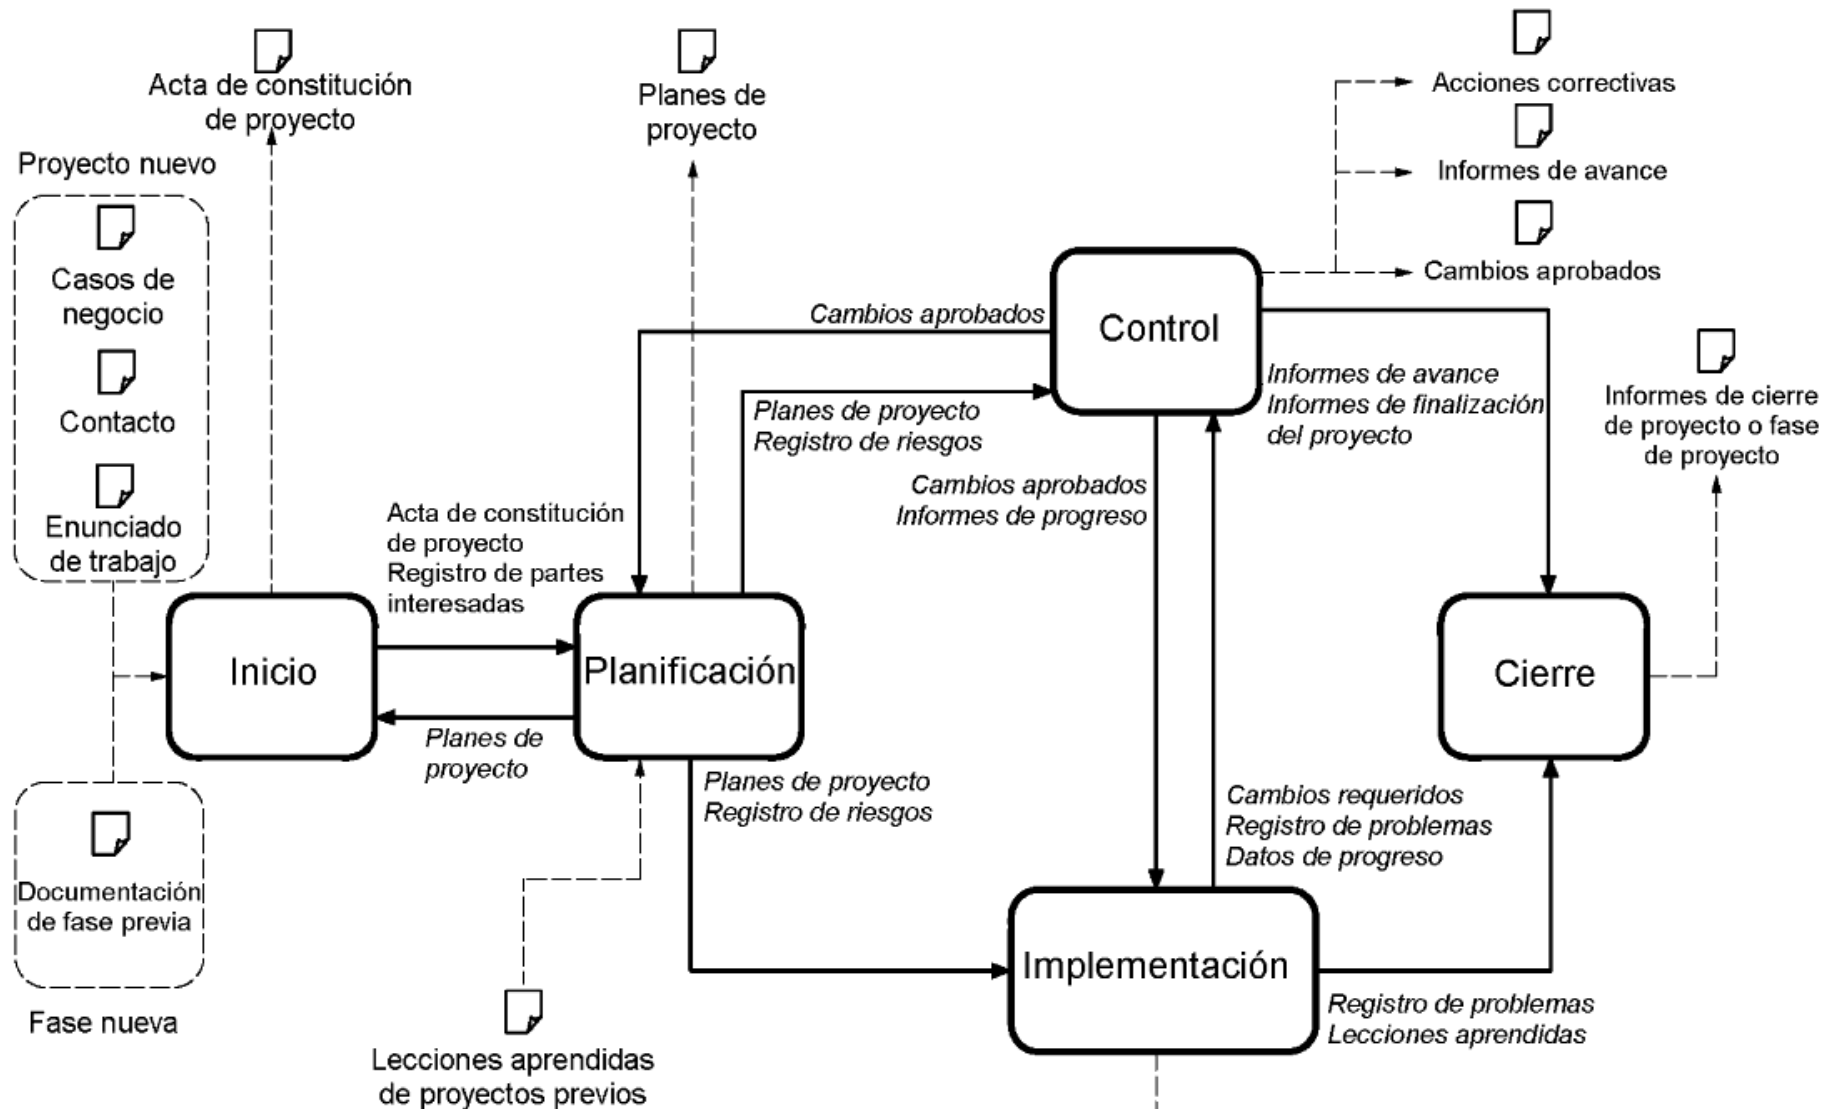 Acta de constitución
de proyecto
Planes de
proyecto
Acciones correctivas
Informes de avance
Cambios aprobados
Proyecto nuevo
Casos de
negocio
Contacto
Enunciado
de trabajo
Cambios aprobados
Control
Planes de proyecto
Registro de riesgos
Informes de avance
Informes de finalización
del proyecto
Informes de cierre
de proyecto o fase
de proyecto
Cambios aprobados
Informes de progreso
Acta de constitución
de proyecto
Registro de partes
interesadas
Inicio
Planificación
Cierre
Planes de
proyecto
Planes de proyecto
Registro de riesgos
Cambios requeridos
Registro de problemas
Datos de progreso
Documentación
de fase previa
Fase nueva
Implementación
Registro de problemas
Lecciones aprendidas
Lecciones aprendidas
de proyectos previos